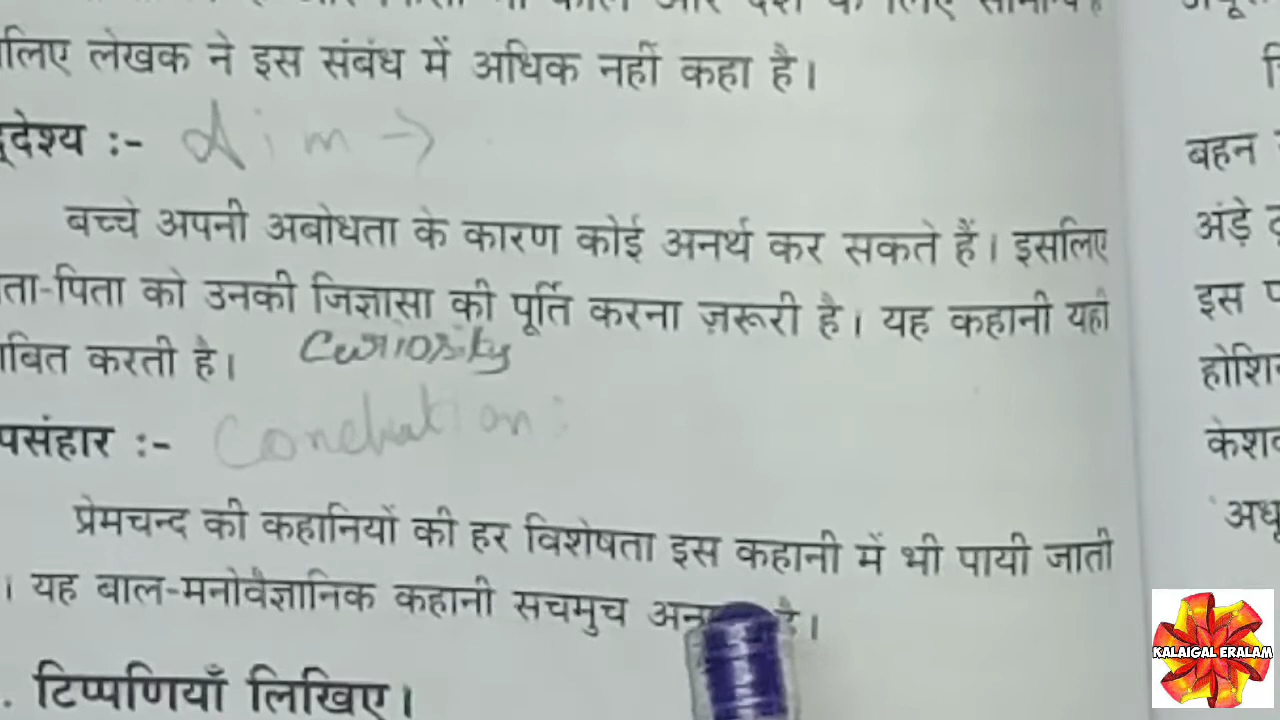 लिए लेखक ने इस संबंध में अधिक नहीं कहा है।
Aim →
बच्चे अपनी अबोधता के कारण कोई अनर्थ कर सकते हैं। इसलिए
ता-पिता को उनकी जिज्ञासा की पूर्ति करना ज़रूरी है। यह कहानी यही
बित करती है। Curiosity
पसंहार :-
प्रेमचन्द की कहानियों की हर विशेषता इस कहानी में भी पायी जाती
। यह बाल-मनोवैज्ञानिक कहानी सचमुच है।
. टिप्पणियाँ लिखिए।
बहन
अंड़े
इस
KALAIGAL ERALAM